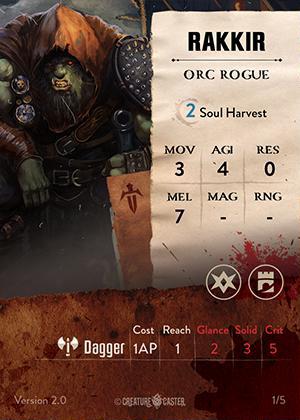 RAKKIR
ORC ROGUE
2 Soul Harvest
MOV AGI RES
3 4 0
MEL MAG RNG
7 - -
Cost Reach Glance Solid Crit
Dagger 1AP 1 2 3 5
Version 2.0 © CREATURE CASTER 1/5